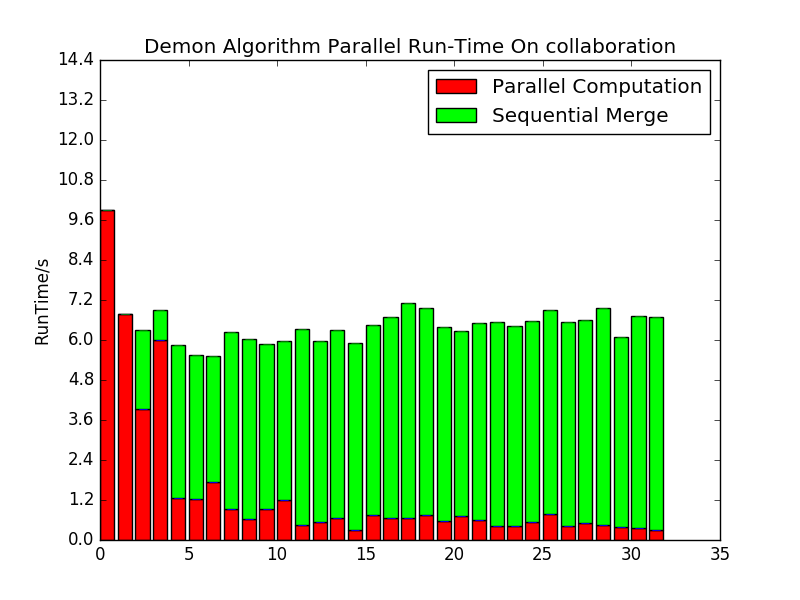 Demon Algorithm Parallel Run-Time On collaboration
Parallel Computation
Sequential Merge
RunTime/s
14.4
13.2
12.0
10.8
9.6
8.4
7.2
6.0
4.8
3.6
2.4
1.2
0.0
0 5 10 15 20 25 30 35